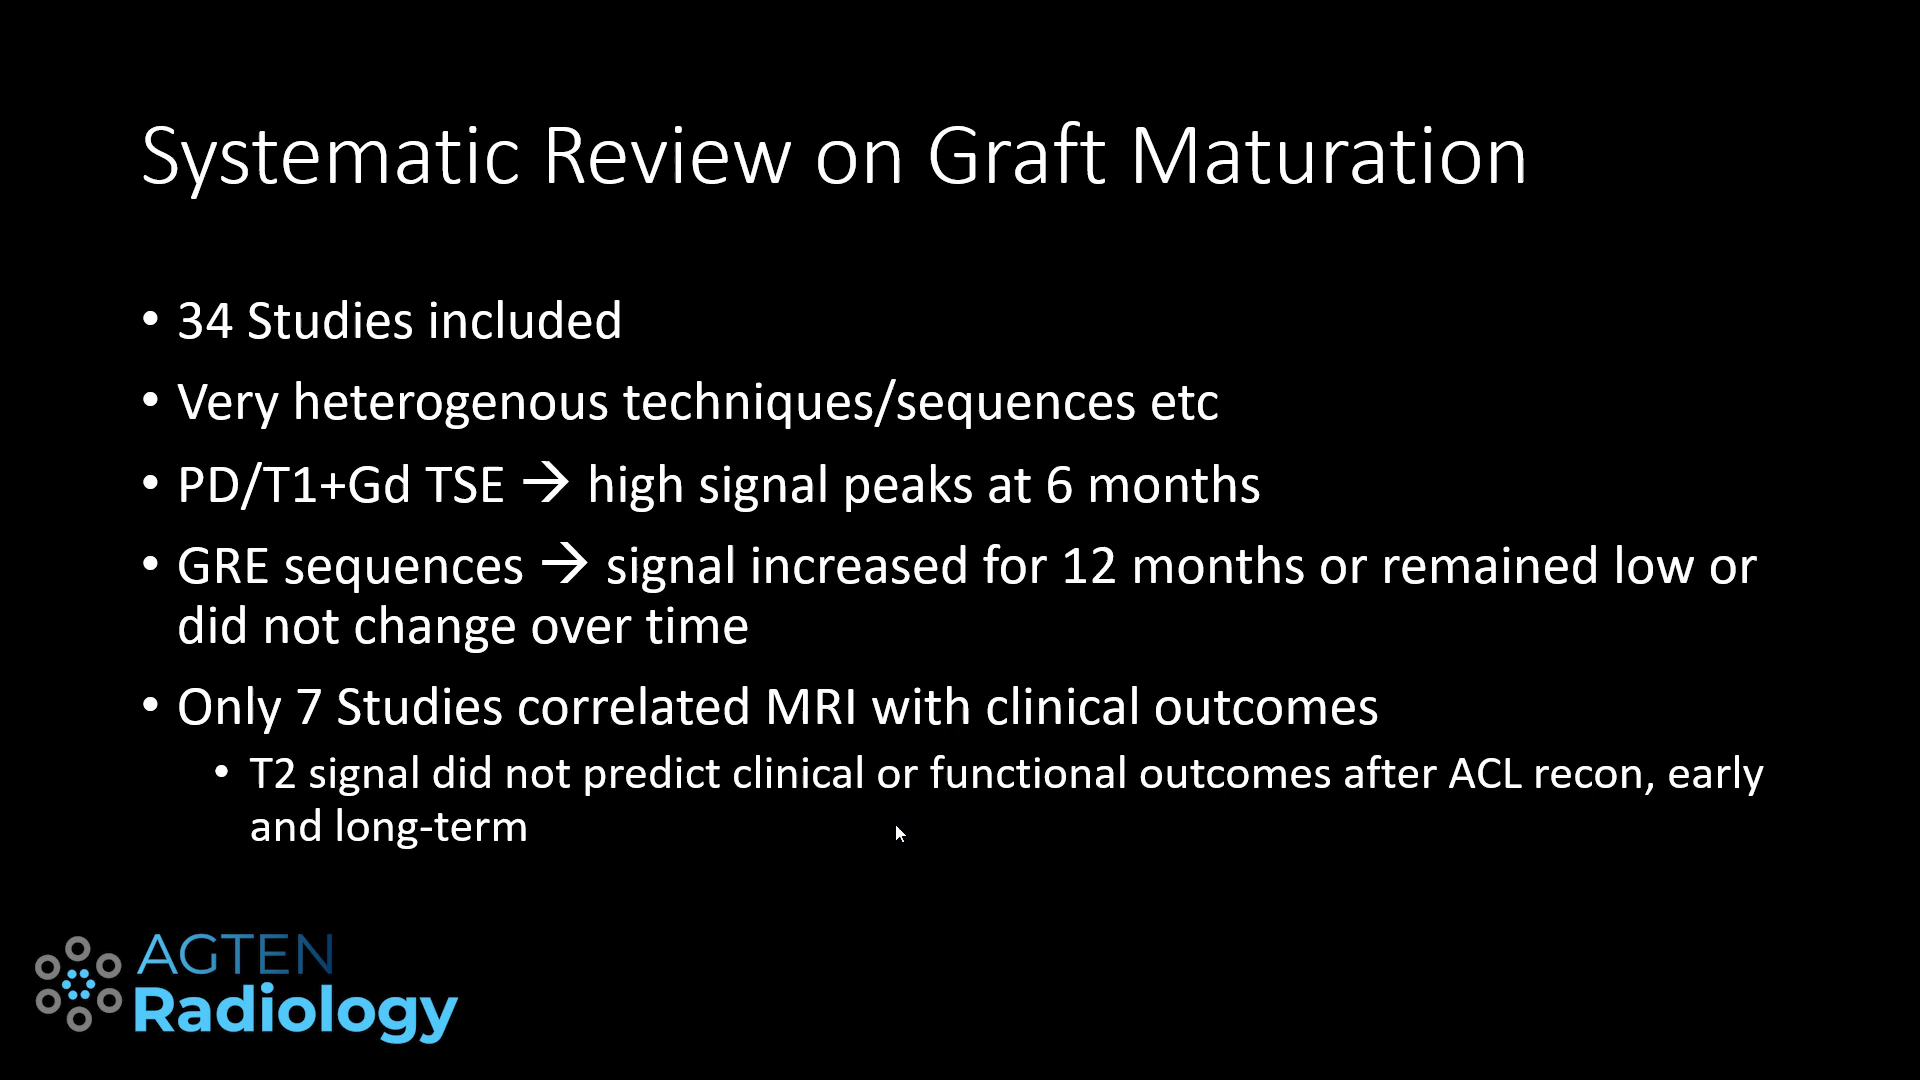 Systematic Review on Graft Maturation
• 34 Studies included
• Very heterogenous techniques/sequences etc
• PD/T1+Gd TSE → high signal peaks at 6 months
• GRE sequences → signal increased for 12 months or remained low or
did not change over time
• Only 7 Studies correlated MRI with clinical outcomes
• T2 signal did not predict clinical or functional outcomes after ACL recon, early
and long-term
AGTEN
Radiology